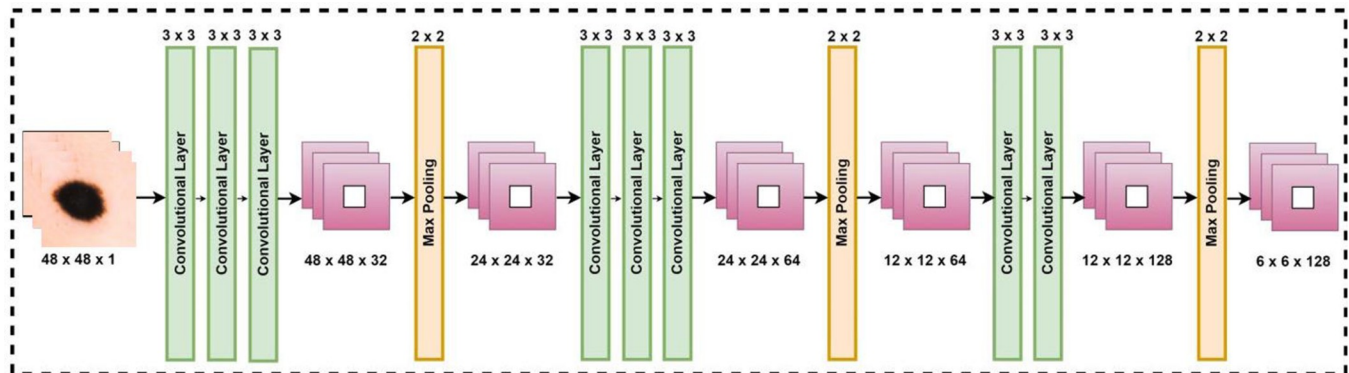 3 x 3 3 x 3 3 x 3
2 x 2
3 x 3 3 x 3 3 x 3
2 x 2
3 x 3 3 x 3
2 x 2
Convolutional Layer
Convolutional Layer
Convolutional Layer
Max Pooling
Convolutional Layer
Convolutional Layer
Convolutional Layer
Max Pooling
Convolutional Layer
Convolutional Layer
Max Pooling
48 x 48 x 1
48 x 48 x 32
24 x 24 x 32
24 x 24 x 64
12 x 12 x 64
12 x 12 x 128
6 x 6 x 128